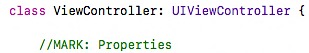 class ViewController: UIViewController {
//MARK: Properties